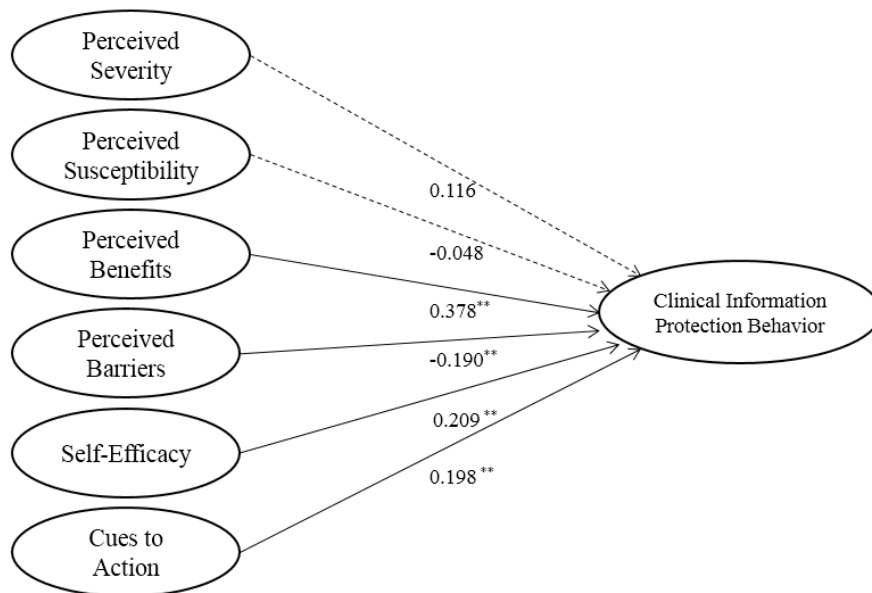 Perceived
Severity
Perceived
Susceptibility
Perceived
Benefits
Perceived
Barriers
Self-Efficacy
Cues to
Action
0.116
-0.048
0.378**
-0.190**
0.209 **
0.198 **
Clinical Information
Protection Behavior